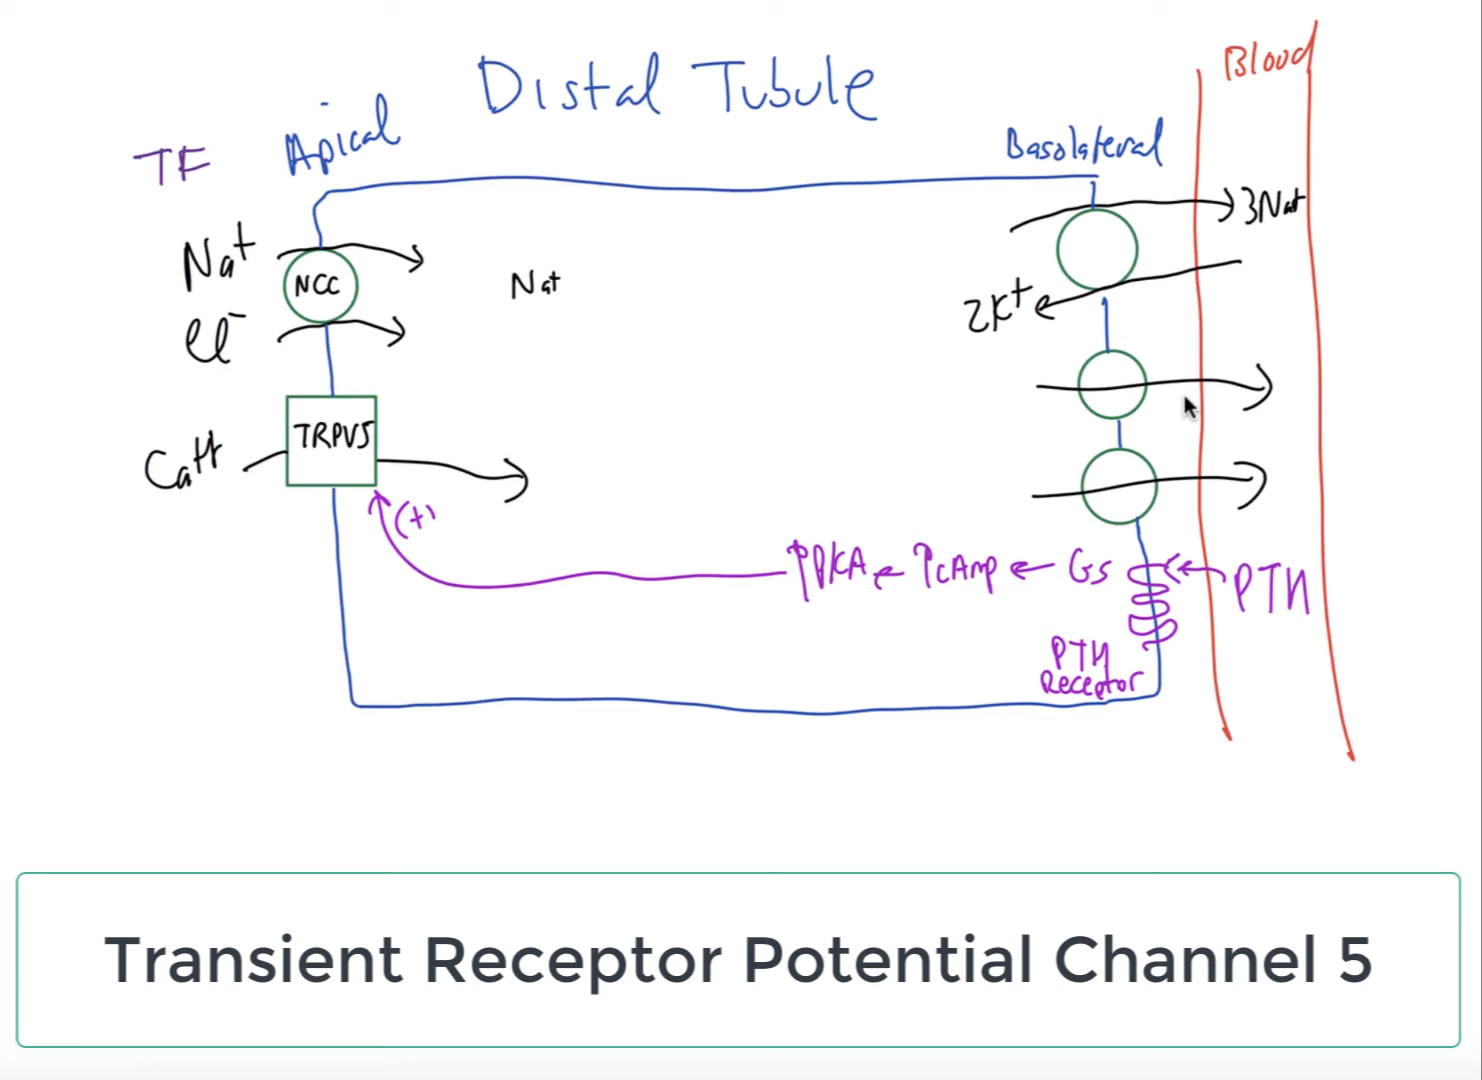 Distal Tubule
Blood
TF
Apical
Basolateral
Na+
NCC
Na+
3Na+
Cl-
2K+
TRPV5
Ca++
(+)
↑PKA ← ↑cAMP ← Gs
PTH
PTH
Receptor
Transient Receptor Potential Channel 5